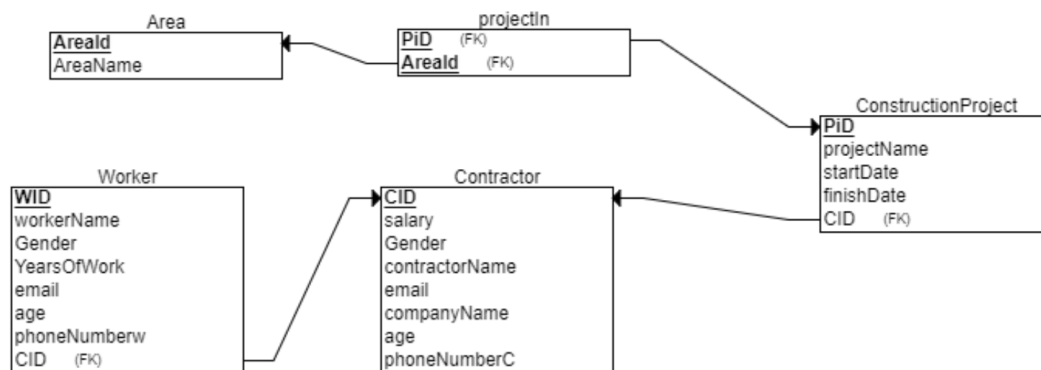 Area
AreaId
AreaName
projectIn
PiD (FK)
AreaId (FK)
ConstructionProject
PiD
projectName
startDate
finishDate
CID (FK)
Worker
WID
workerName
Gender
YearsOfWork
email
age
phoneNumberw
CID (FK)
Contractor
CID
salary
Gender
contractorName
email
companyName
age
phoneNumberC